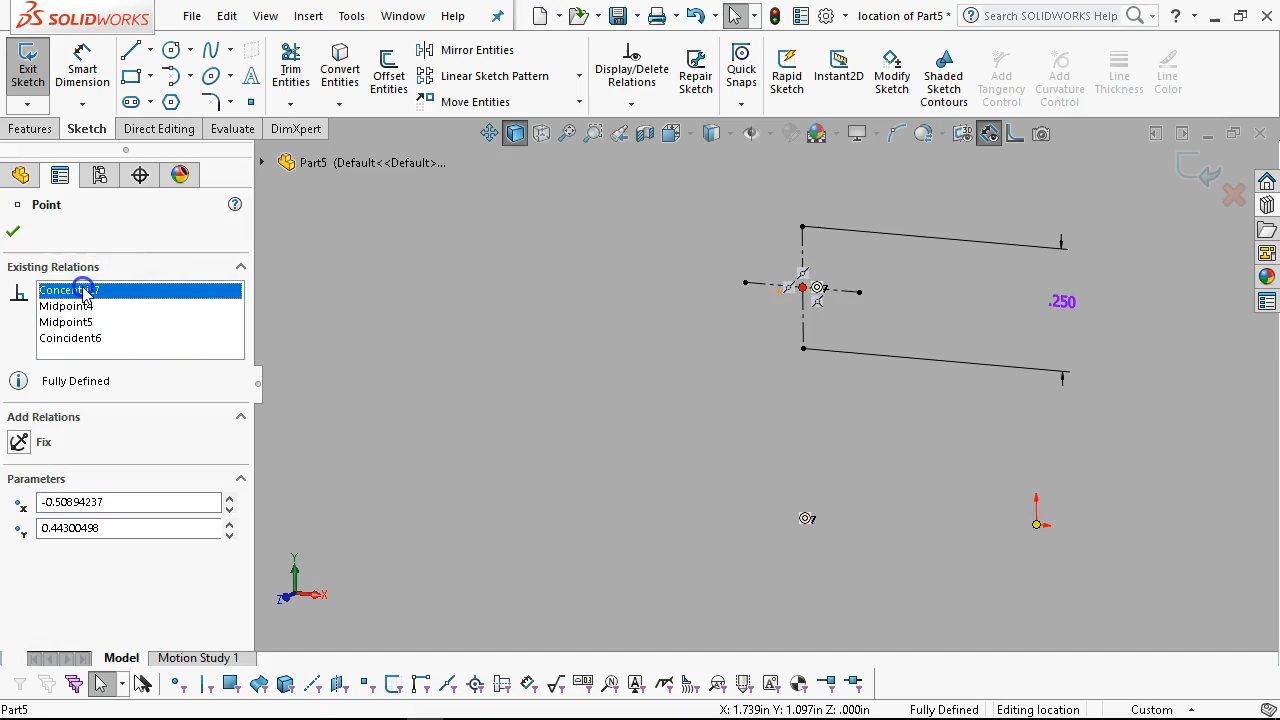 SOLIDWORKS File Edit View Insert Tools Window Help location of Part5 * Search SOLIDWORKS Help ?
Exit Sketch Smart Dimension Trim Entities Convert Entities Offset Entities Mirror Entities Linear Sketch Pattern Move Entities Display/Delete Relations Repair Sketch Quick Snaps Rapid Sketch Instant2D Modify Sketch Shaded Sketch Contours Add Tangency Control Add Curvature Control Line Thickness Line Color
Features Sketch Direct Editing Evaluate DimXpert
Part5 (Default<<Default>...
Point
Existing Relations
Midpoint4
Midpoint5
Coincident6
Fully Defined
Add Relations
Fix
Parameters
-0.50894237
0.44300498
.250
7
7
Y
Z X
Model Motion Study 1
Part5 X: 1.739in Y: 1.097in Z: .000in Fully Defined Editing location Custom